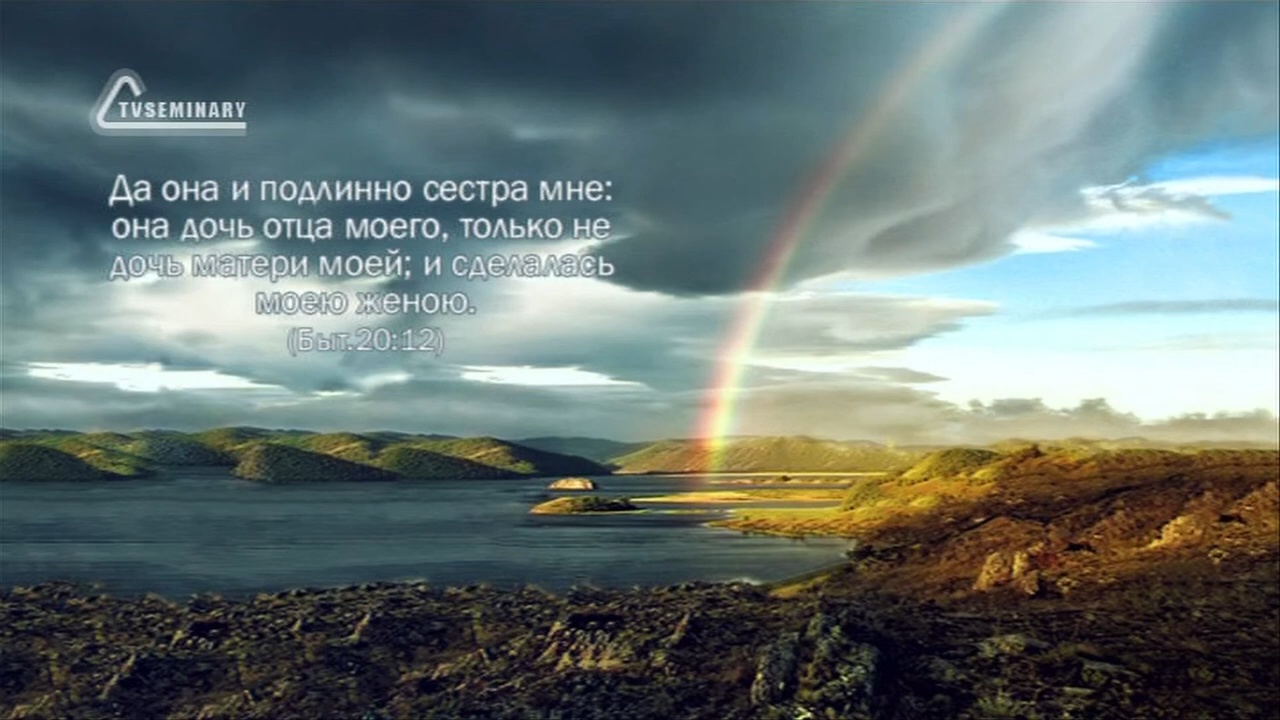 TVSEMINARY
Да она и подлинно сестра мне:
она дочь отца моего, только не
дочь матери моей; и сделалась
моею женою.
(Быт.20:12)